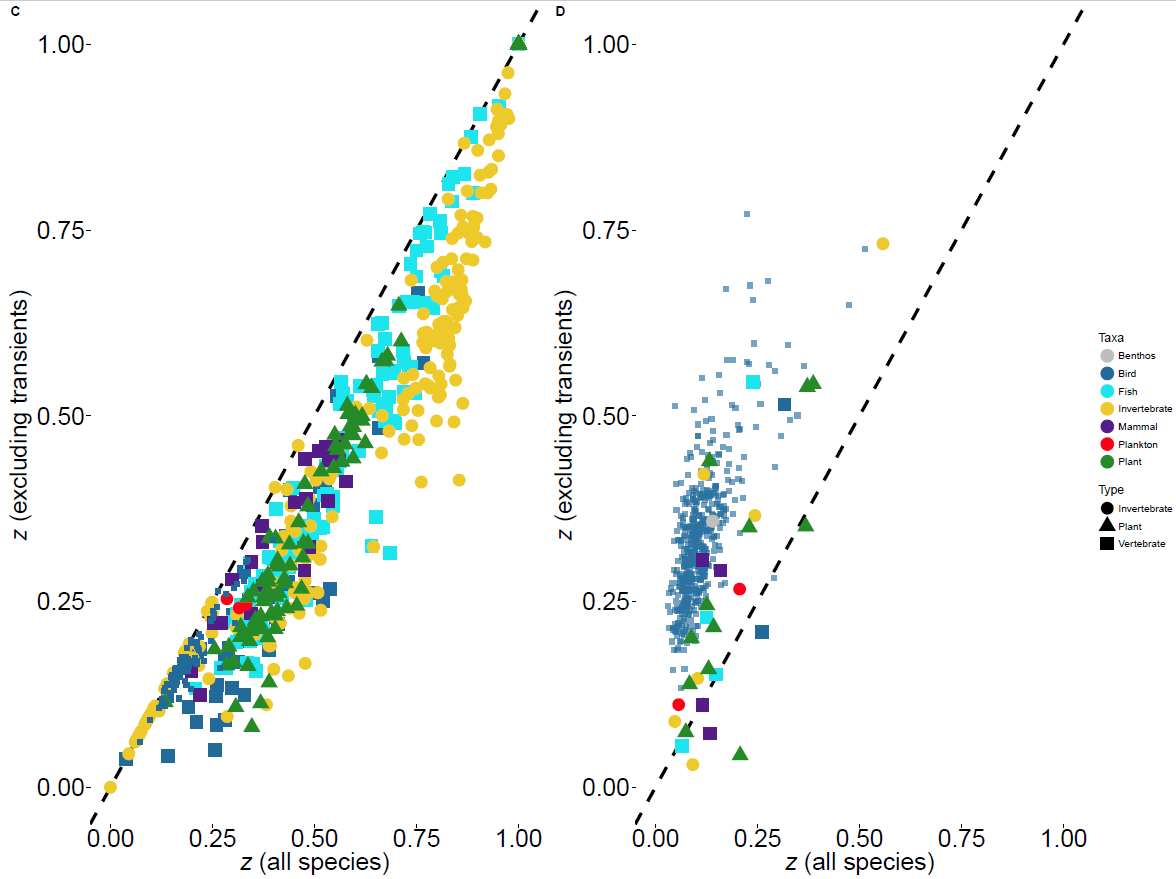 C
1.00
0.75
0.50
0.25
0.00
z (excluding transients)
0.00 0.25 0.50 0.75 1.00
z (all species)
D
1.00
0.75
0.50
0.25
0.00
z (excluding transients)
0.00 0.25 0.50 0.75 1.00
z (all species)
Taxa
Benthos
Bird
Fish
Invertebrate
Mammal
Plankton
Plant
Type
Invertebrate
Plant
Vertebrate